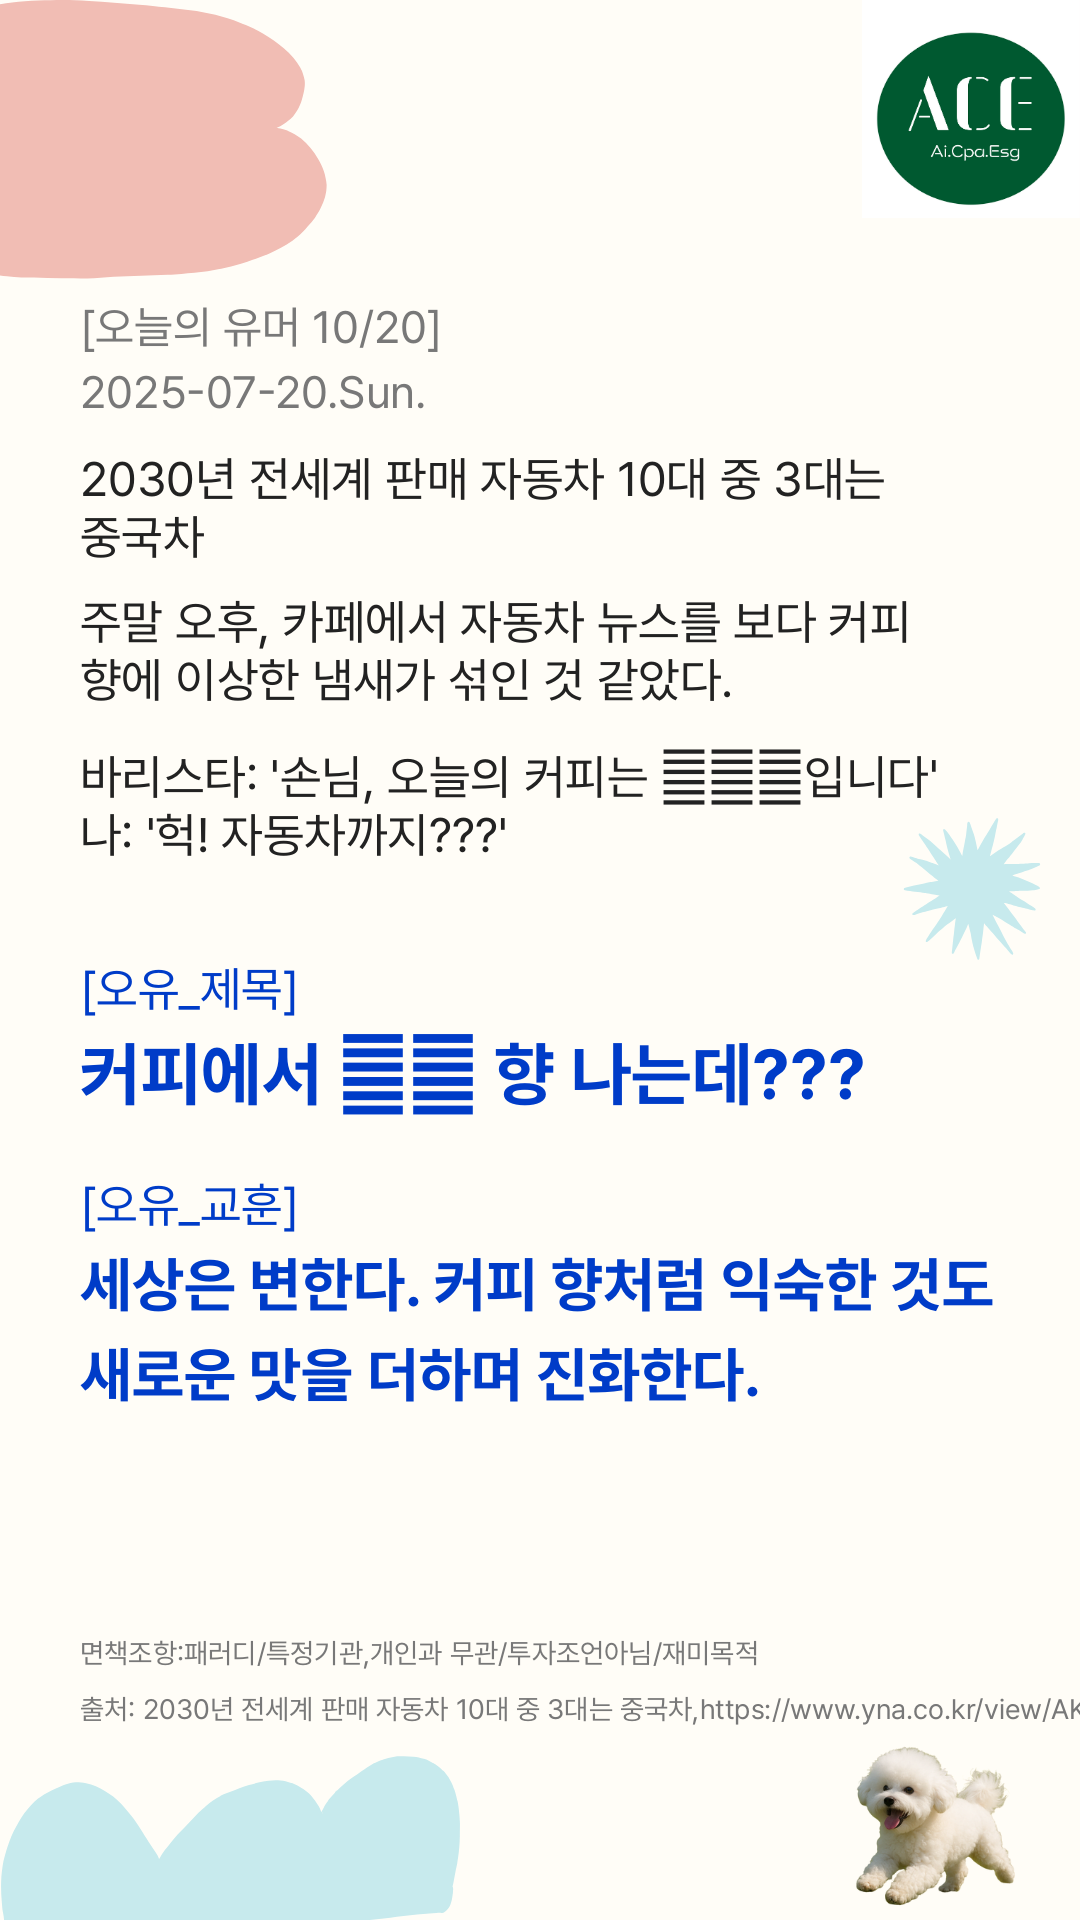 ACE
Ai.Cpa.Esg
[오늘의 유머 10/20]
2025-07-20.Sun.
2030년 전세계 판매 자동차 10대 중 3대는
중국차
주말 오후, 카페에서 자동차 뉴스를 보다 커피
향에 이상한 냄새가 섞인 것 같았다.
바리스타: '손님, 오늘의 커피는 ䷀䷀䷀입니다'
나: '헉! 자동차까지???'
[오유_제목]
커피에서 ䷀䷀ 향 나는데???
[오유_교훈]
세상은 변한다. 커피 향처럼 익숙한 것도
새로운 맛을 더하며 진화한다.
면책조항:패러디/특정기관,개인과 무관/투자조언아님/재미목적
출처: 2030년 전세계 판매 자동차 10대 중 3대는 중국차,https://www.yna.co.kr/view/AK